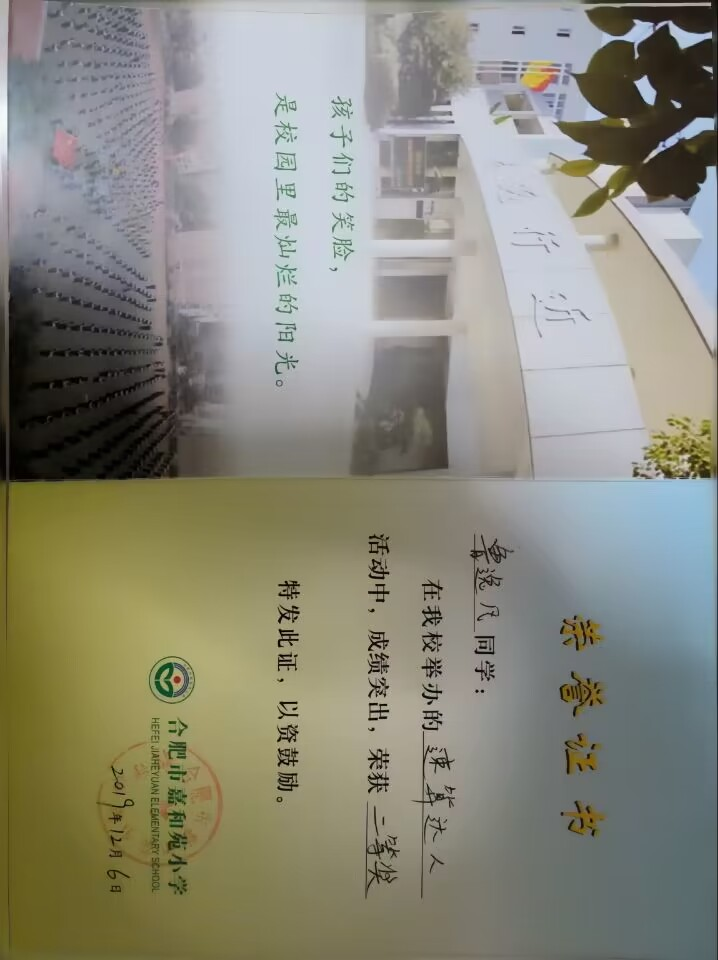 孩子们的笑脸，
是校园里最灿烂的阳光。
行近
荣誉证书
鲁逸凡同学：
在我校举办的速算达人
活动中，成绩突出，荣获二等奖
特发此证，以资鼓励。
合肥市嘉和苑小学
HEFEI JIAHEYUAN ELEMENTARY SCHOOL
2019年12月6日